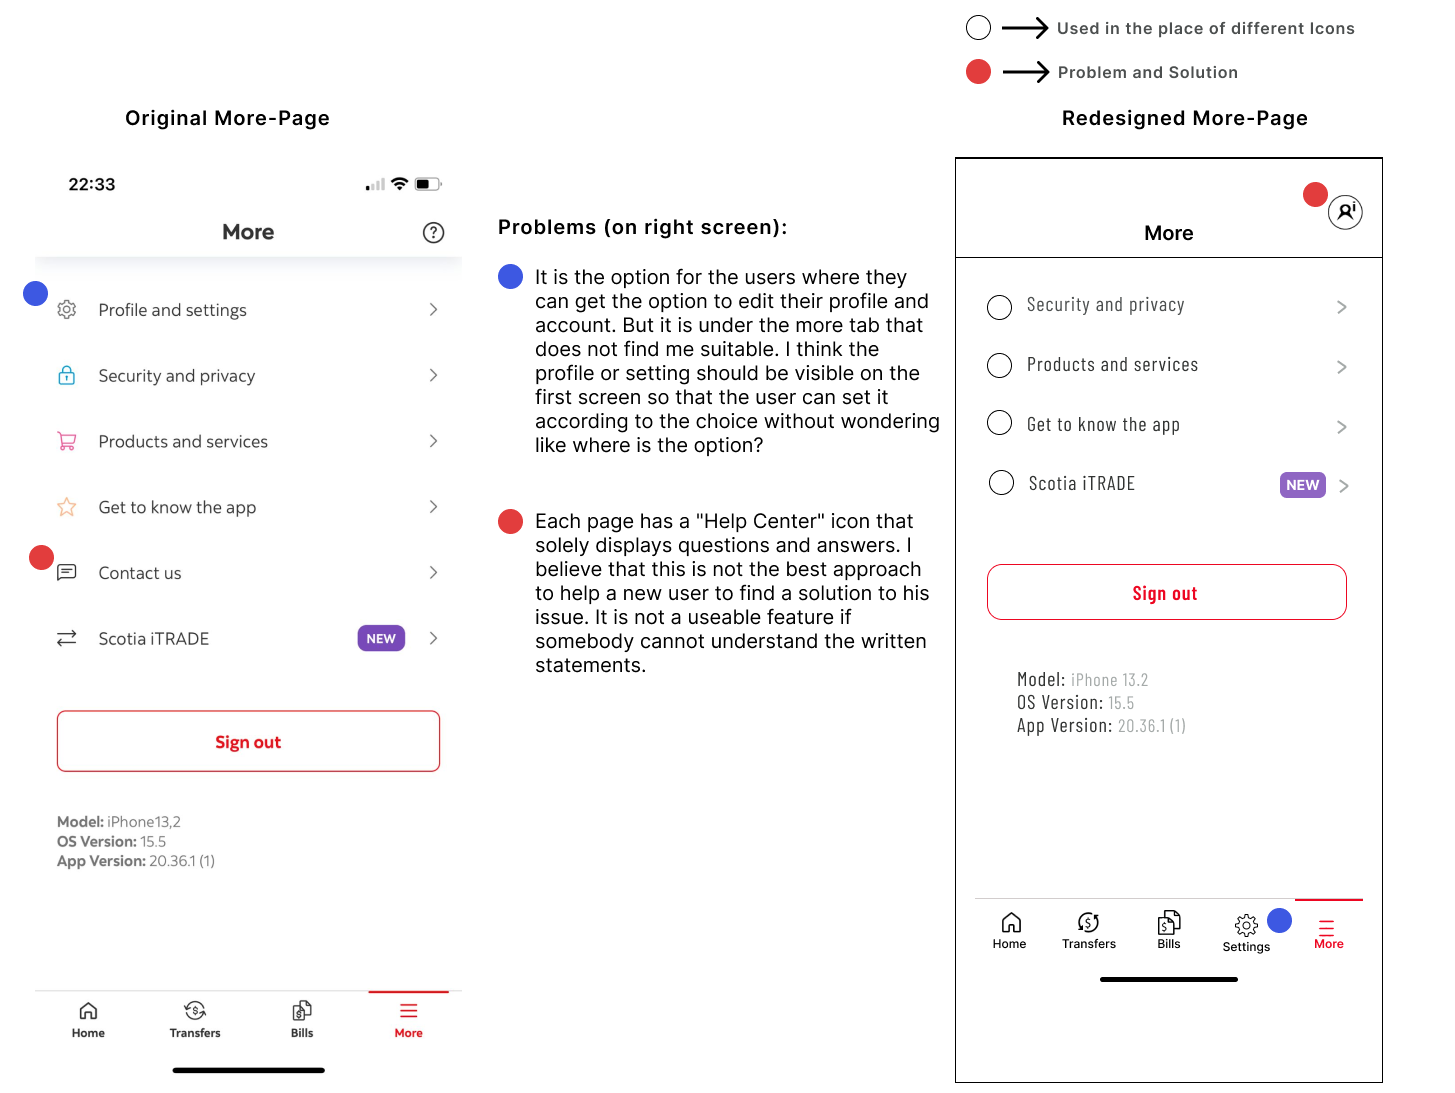 Used in the place of different Icons
Problem and Solution
Original More-Page
Redesigned More-Page
22:33
More
?
Profile and settings
Security and privacy
Products and services
Get to know the app
Contact us
Scotia iTRADE
NEW
Sign out
Model: iPhone13,2
OS Version: 15.5
App Version: 20.36.1 (1)
Home
Transfers
Bills
More
Problems (on right screen):
It is the option for the users where they
can get the option to edit their profile and
account. But it is under the more tab that
does not find me suitable. I think the
profile or setting should be visible on the
first screen so that the user can set it
according to the choice without wondering
like where is the option?
Each page has a "Help Center" icon that
solely displays questions and answers. I
believe that this is not the best approach
to help a new user to find a solution to his
issue. It is not a useable feature if
somebody cannot understand the written
statements.
More
Security and privacy
Products and services
Get to know the app
Scotia iTRADE
NEW
Sign out
Model: iPhone 13.2
OS Version: 15.5
App Version: 20.36.1 (1)
Home
Transfers
Bills
Settings
More